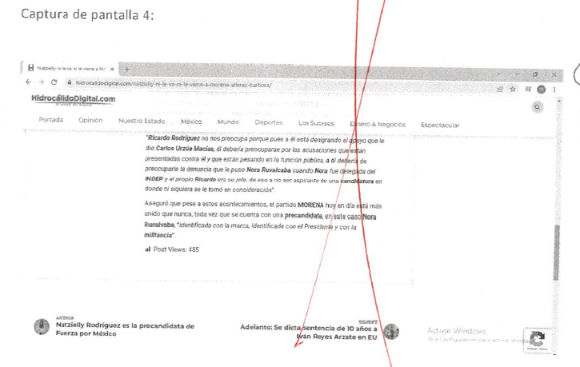 Captura de pantalla 4:
HidrocálidoDigital.com
Portada Opinión Nuestro Estado México Mundo Deportes Los Sucesos Dinero & Negocios Espectacular
"Ricardo Rodríguez no nos preocupa porque pues a él está designando el apoyo que le
dio Carlos Urzúa Macías, él debería preocuparse por las acusaciones que están
presentadas contra él y que están pesando en la función pública, a él debería de
preocuparle la denuncia que le puso Nora Ruvalcaba cuando Nora fue delegada del
INDEP y el propio Ricardo era su jefe, de eso a no ser aspirante de una candidatura en
donde ni siquiera se le tomó en consideración".
Aseguró que pese a estos acontecimientos, el partido MORENA hoy en día está más
unido que nunca, toda vez que se cuenta con una precandidata, en este caso Nora
Ruvalvaba, "identificada con la marca, identificada con el Presidente y con la
militancia".
Post Views: 485
ANTERIOR
Natzielly Rodríguez es la precandidata de
Fuerza por México
SIGUIENTE
Adelanto: Se dicta sentencia de 10 años a
Iván Reyes Arzate en EU
Activar Windows